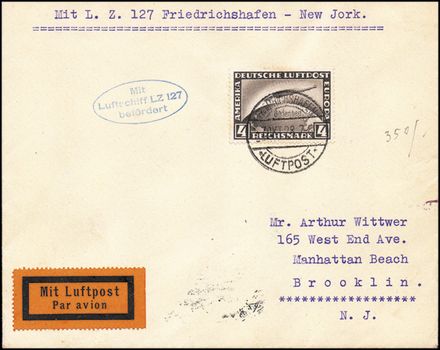 Mit L. Z. 127 Friedrichshafen - New Jork.
Mit
Luftschiff LZ 127
befördert
DEUTSCHE LUFTPOST
AMERIKA
EUROPA
4 REICHSMARK 4
LUFTPOST
350/-
Mr. Arthur Wittwer
165 West End Ave.
Manhattan Beach
Brooklin.
******************
N. J.
Mit Luftpost
Par avion